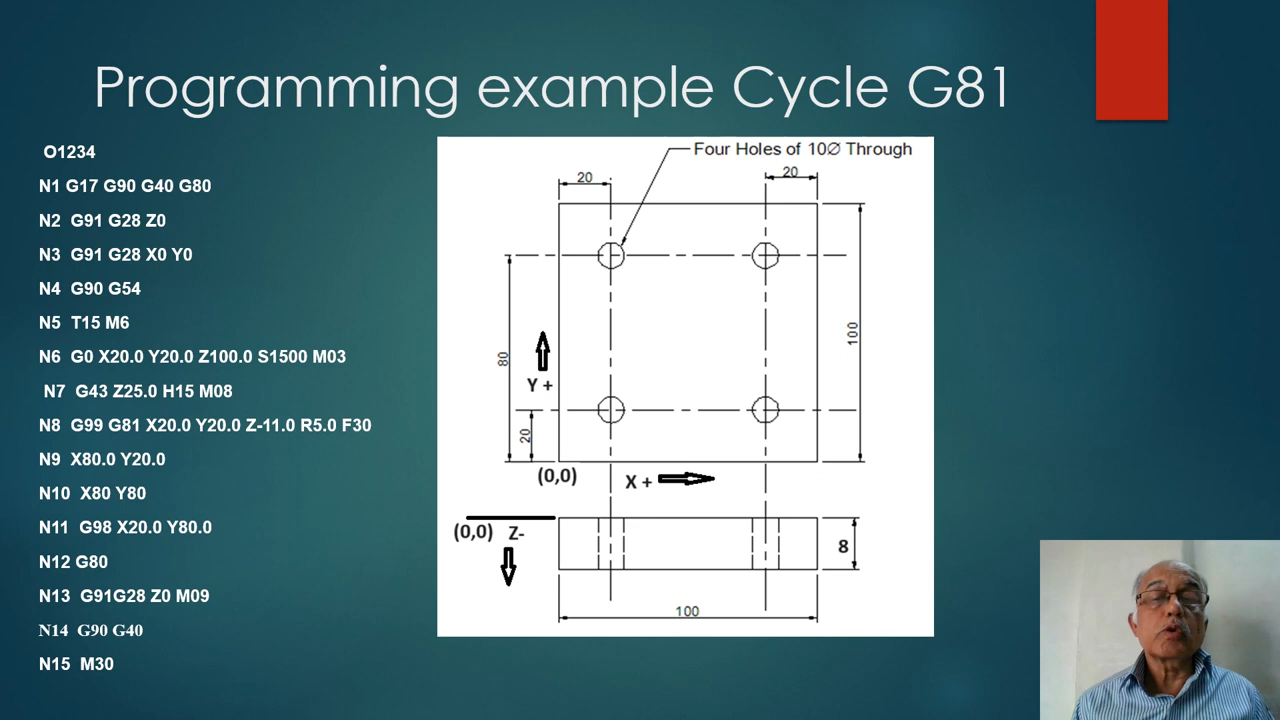 Programming example Cycle G81
O1234
N1 G17 G90 G40 G80
N2 G91 G28 Z0
N3 G91 G28 X0 Y0
N4 G90 G54
N5 T15 M6
N6 G0 X20.0 Y20.0 Z100.0 S1500 M03
N7 G43 Z25.0 H15 M08
N8 G99 G81 X20.0 Y20.0 Z-11.0 R5.0 F30
N9 X80.0 Y20.0
N10 X80 Y80
N11 G98 X20.0 Y80.0
N12 G80
N13 G91G28 Z0 M09
N14 G90 G40
N15 M30
Four Holes of 10Ø Through
20
20
80
100
Y +
20
(0,0)
X +
(0,0)
Z-
8
100